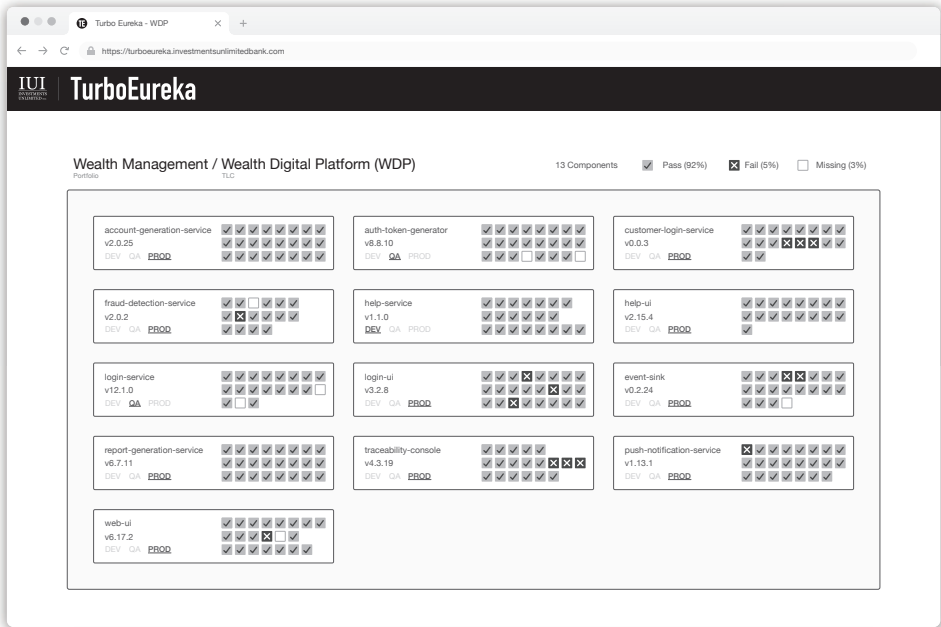 Turbo Eureka - WDP
https://turboeureka.investmentsunlimitedbank.com
IUI
INVESTMENTS
UNLIMITED
TurboEureka
Wealth Management / Wealth Digital Platform (WDP)
Portfolio TLC
13 Components Pass (92%) Fail (5%) Missing (3%)
account-generation-service
v2.0.25
DEV QA PROD
auth-token-generator
v8.8.10
DEV QA PROD
customer-login-service
v0.0.3
DEV QA PROD
fraud-detection-service
v2.0.2
DEV QA PROD
help-service
v1.1.0
DEV QA PROD
help-ui
v2.15.4
DEV QA PROD
login-service
v12.1.0
DEV QA PROD
login-ui
v3.2.8
DEV QA PROD
event-sink
v0.2.24
DEV QA PROD
report-generation-service
v6.7.11
DEV QA PROD
traceability-console
v4.3.19
DEV QA PROD
push-notification-service
v1.13.1
DEV QA PROD
web-ui
v6.17.2
DEV QA PROD